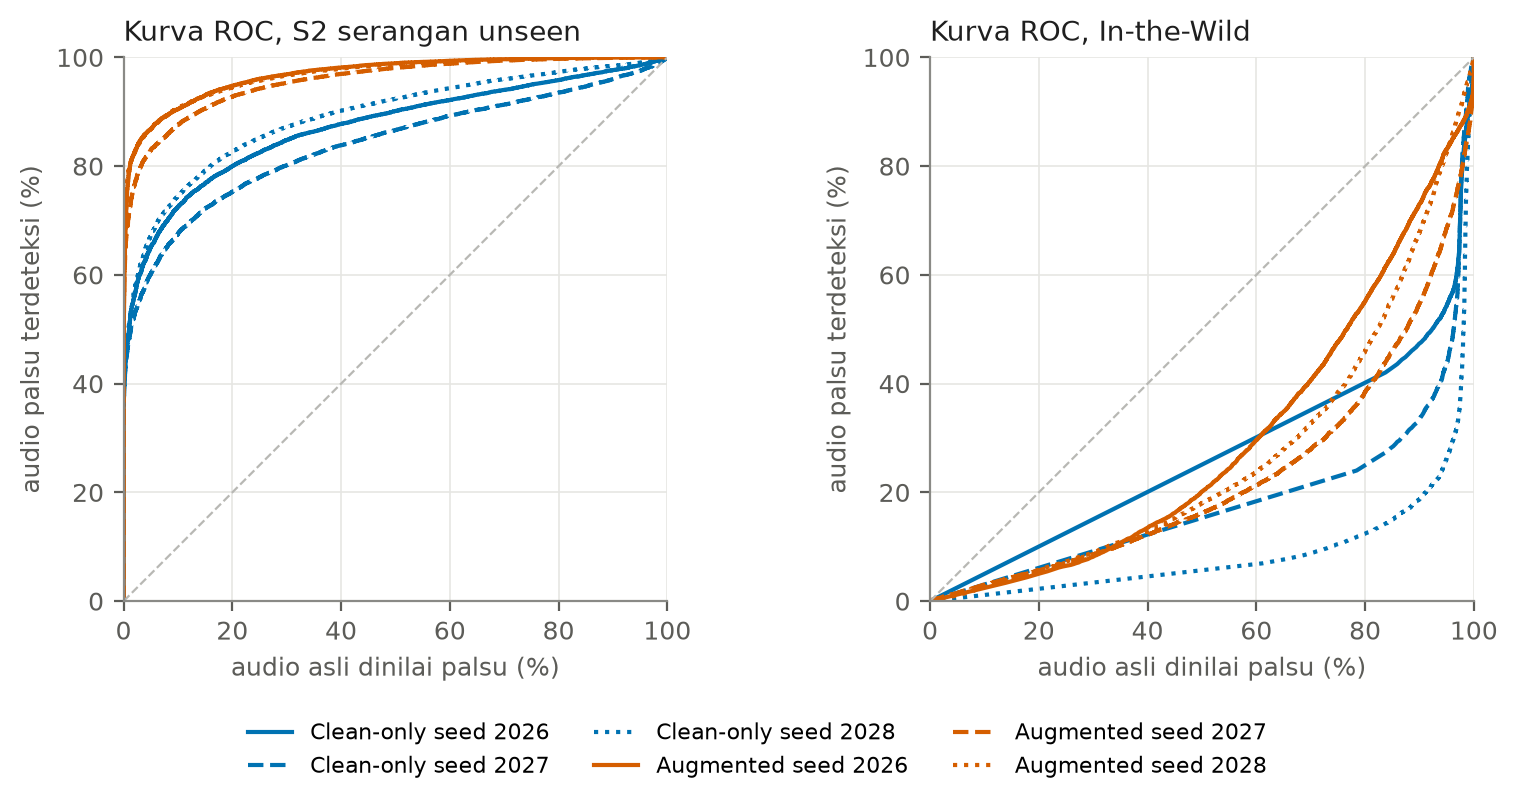 Kurva ROC, S2 serangan unseen
100
80
60
40
20
0
audio palsu terdeteksi (%)
0 20 40 60 80 100
audio asli dinilai palsu (%)
Kurva ROC, In-the-Wild
100
80
60
40
20
0
audio palsu terdeteksi (%)
0 20 40 60 80 100
audio asli dinilai palsu (%)
Clean-only seed 2026
Clean-only seed 2027
Clean-only seed 2028
Augmented seed 2026
Augmented seed 2027
Augmented seed 2028